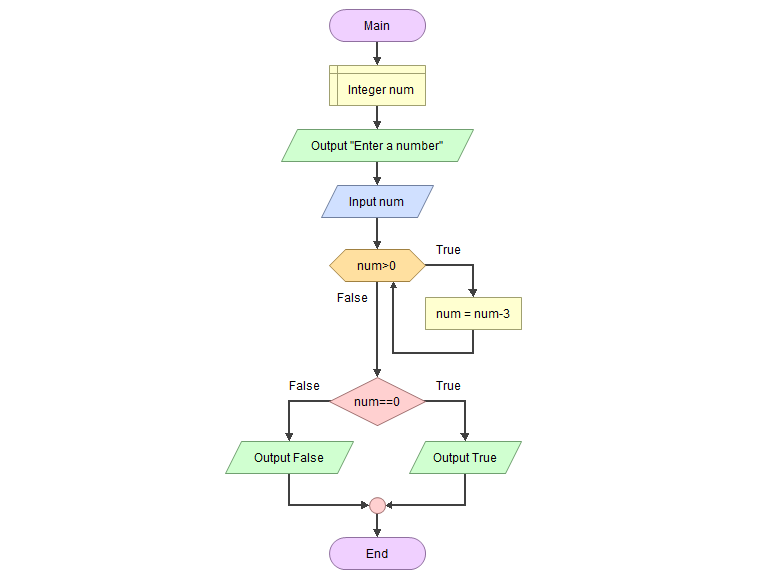 Main
Integer num
Output "Enter a number"
Input num
num>0
True
False
num = num-3
num==0
False
True
Output False
Output True
End